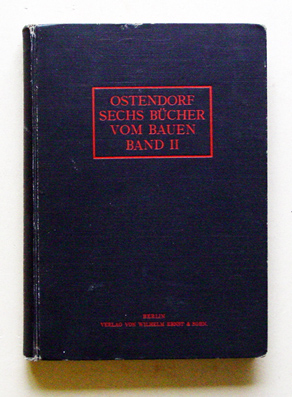 OSTENDORF
SECHS BÜCHER
VOM BAUEN
BAND II
BERLIN
VERLAG VON WILHELM ERNST & SOHN.